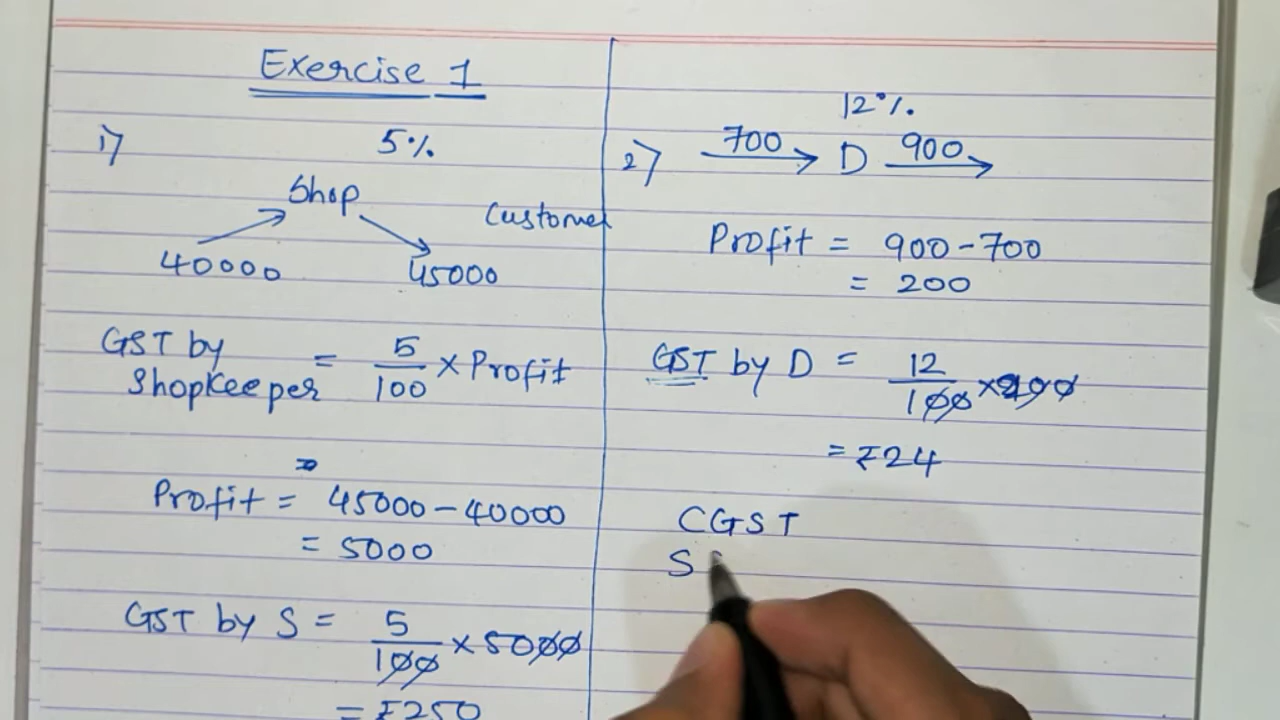 Exercise 1
1) 5%
Shop
Customer
40000 45000
GST by Shopkeeper = 5/100 × Profit
Profit = 45000 - 40000
= 5000
GST by S = 5/100 × 5000
= ₹250
12%
2) 700 → D 900 →
Profit = 900 - 700
= 200
GST by D = 12/100 × 200
= ₹24
CGST
S